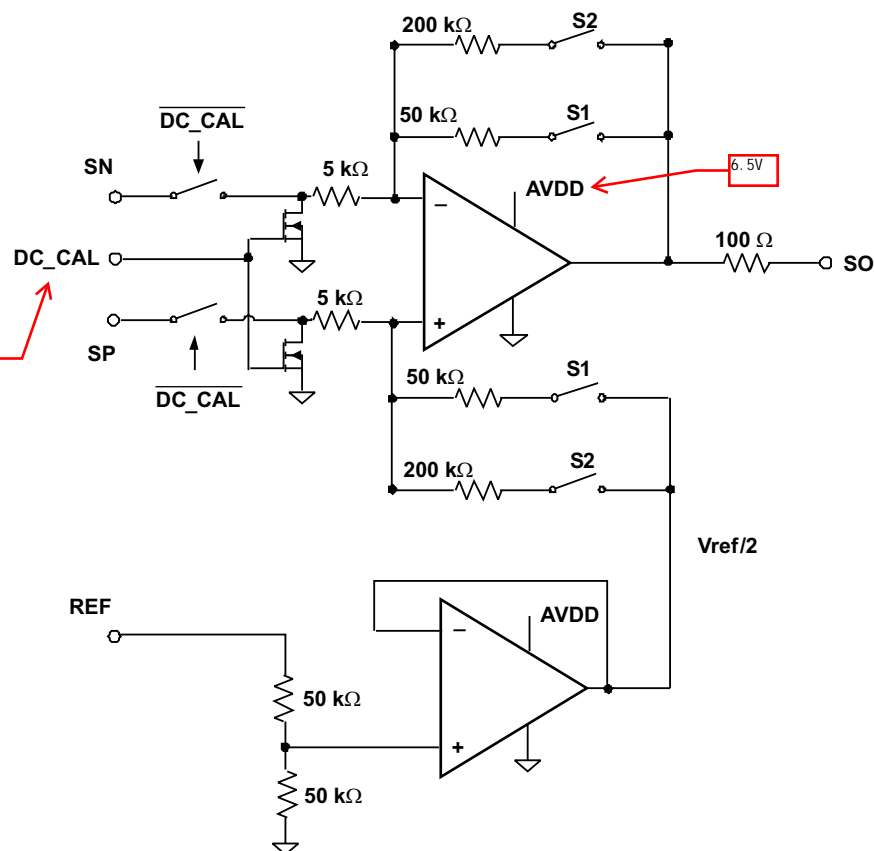 200 kΩ
S2
50 kΩ
S1
DC_CAL
SN
5 kΩ
6.5V
AVDD
100 Ω
SO
DC_CAL
5 kΩ
SP
DC_CAL
50 kΩ
S1
200 kΩ
S2
Vref/2
REF
AVDD
50 kΩ
50 kΩ